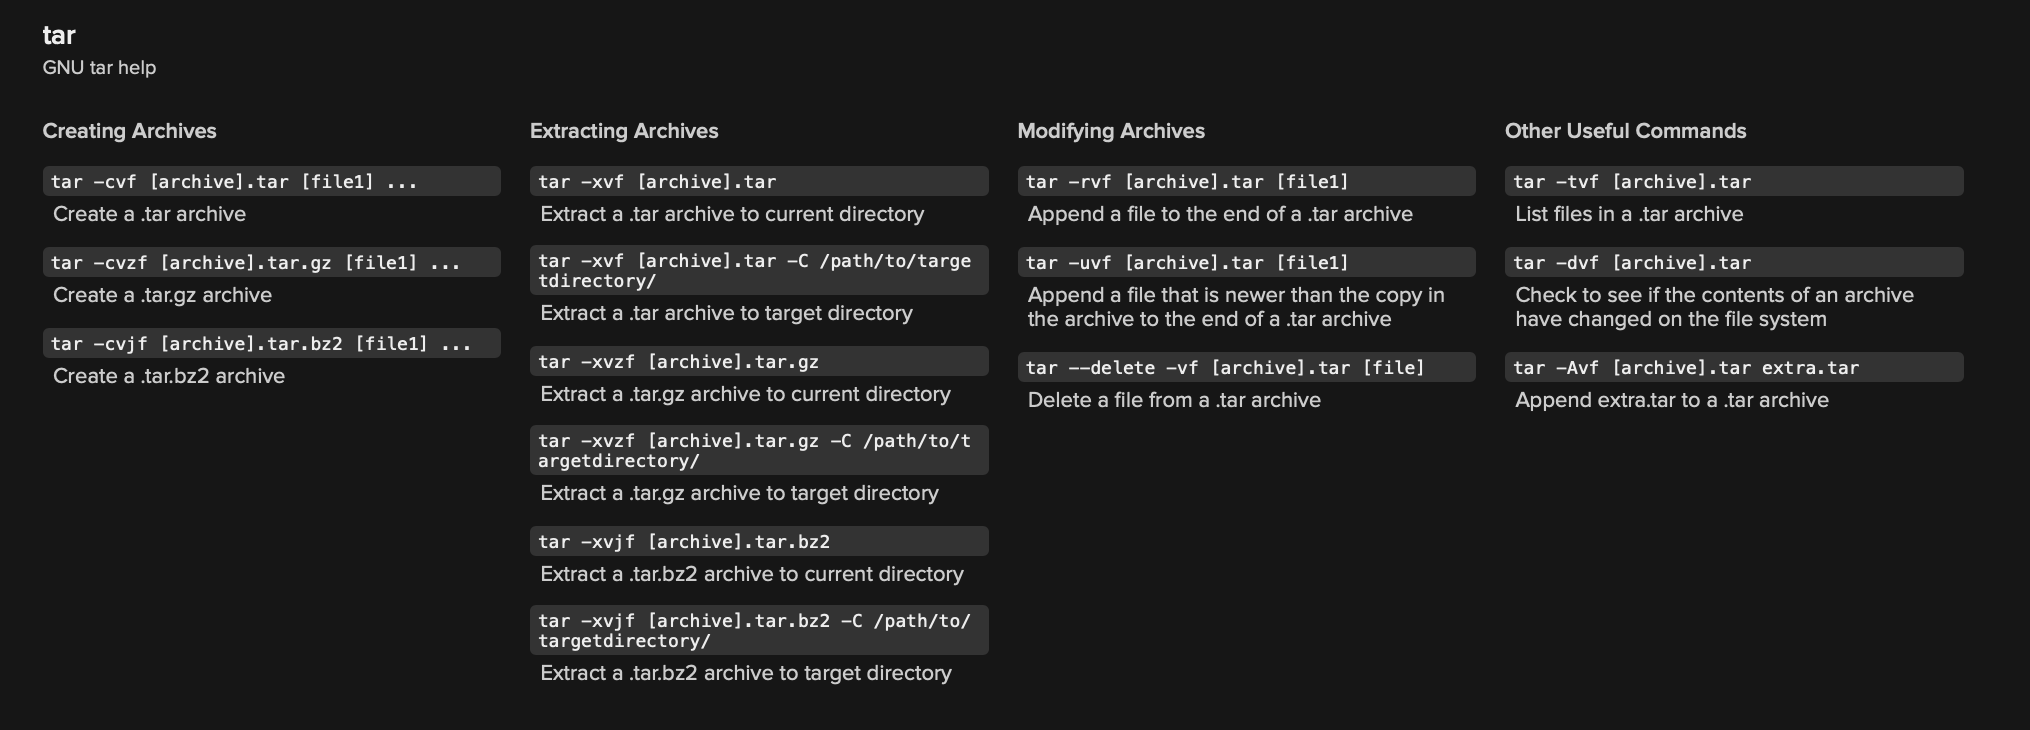 tar
GNU tar help
Creating Archives
tar -cvf [archive].tar [file1] ...
Create a .tar archive
tar -cvzf [archive].tar.gz [file1] ...
Create a .tar.gz archive
tar -cvjf [archive].tar.bz2 [file1] ...
Create a .tar.bz2 archive
Extracting Archives
tar -xvf [archive].tar
Extract a .tar archive to current directory
tar -xvf [archive].tar -C /path/to/targe
tdirectory/
Extract a .tar archive to target directory
tar -xvzf [archive].tar.gz
Extract a .tar.gz archive to current directory
tar -xvzf [archive].tar.gz -C /path/to/t
argetdirectory/
Extract a .tar.gz archive to target directory
tar -xvjf [archive].tar.bz2
Extract a .tar.bz2 archive to current directory
tar -xvjf [archive].tar.bz2 -C /path/to/
targetdirectory/
Extract a .tar.bz2 archive to target directory
Modifying Archives
tar -rvf [archive].tar [file1]
Append a file to the end of a .tar archive
tar -uvf [archive].tar [file1]
Append a file that is newer than the copy in
the archive to the end of a .tar archive
tar --delete -vf [archive].tar [file]
Delete a file from a .tar archive
Other Useful Commands
tar -tvf [archive].tar
List files in a .tar archive
tar -dvf [archive].tar
Check to see if the contents of an archive
have changed on the file system
tar -Avf [archive].tar extra.tar
Append extra.tar to a .tar archive